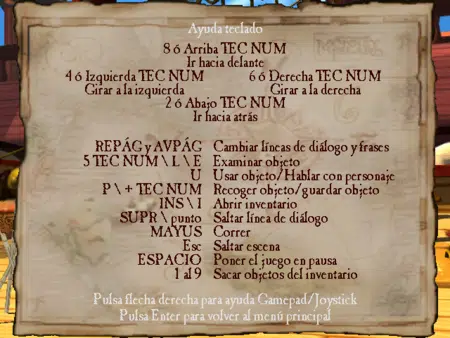 Ayuda teclado
8 ó Arriba TEC NUM
Ir hacia delante
4 ó Izquierda TEC NUM 6 ó Derecha TEC NUM
Girar a la izquierda Girar a la derecha
2 ó Abajo TEC NUM
Ir hacia atrás
REPÁG y AVPÁG Cambiar líneas de diálogo y frases
5 TEC NUM \ L \ E Examinar objeto
U Usar objeto/Hablar con personaje
P \ + TEC NUM Recoger objeto/guardar objeto
INS \ I Abrir inventario
SUPR \ punto Saltar línea de diálogo
MAYUS Correr
Esc Saltar escena
ESPACIO Poner el juego en pausa
1 al 9 Sacar objetos del inventario
Pulsa flecha derecha para ayuda Gamepad/Joystick
Pulsa Enter para volver al menú principal